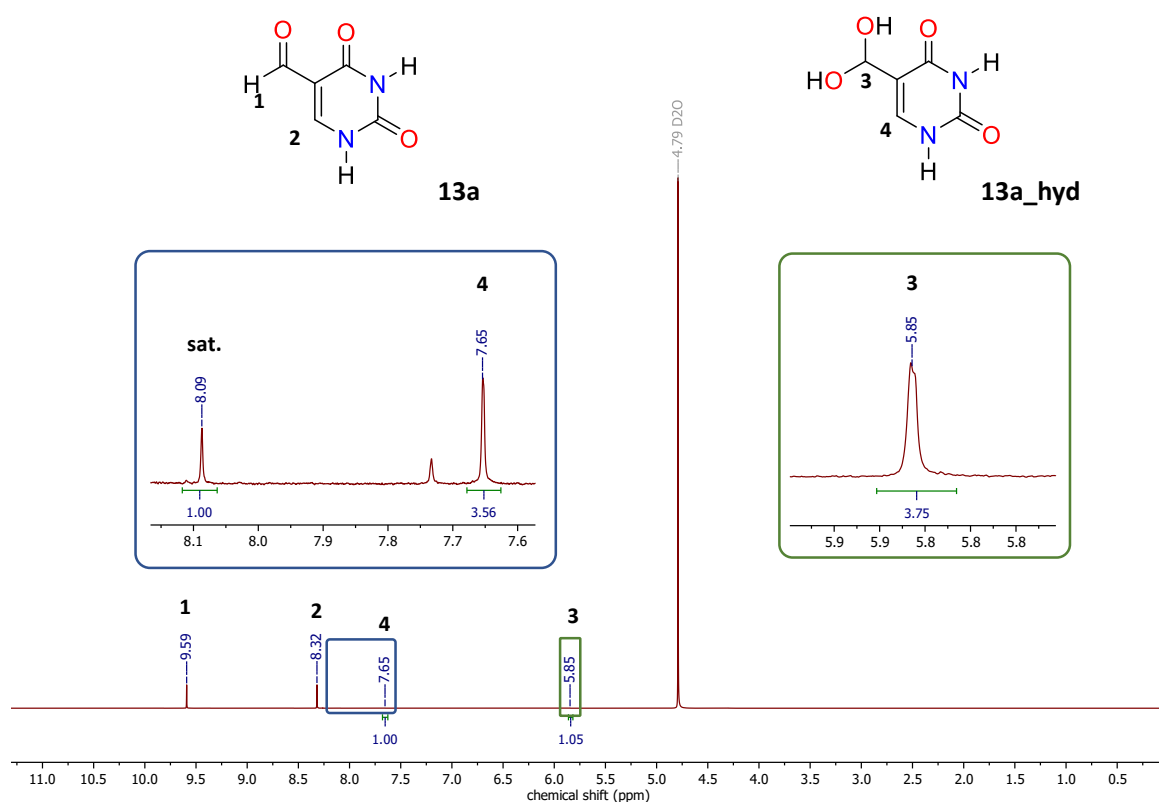 O O
H
1
N H
2
N O
H
13a
4.79 D2O
OH
O
HO
3
N H
4
N O
H
13a_hyd
sat.
4
8.09
7.65
1.00
3.56
8.1 8.0 7.9 7.8 7.7 7.6
3
5.85
3.75
5.9 5.9 5.8 5.8 5.8
1 2 4 3
9.59 8.32 7.65 5.85
1.00 1.05
11.0 10.5 10.0 9.5 9.0 8.5 8.0 7.5 7.0 6.5 6.0 5.5 5.0 4.5 4.0 3.5 3.0 2.5 2.0 1.5 1.0 0.5
chemical shift (ppm)